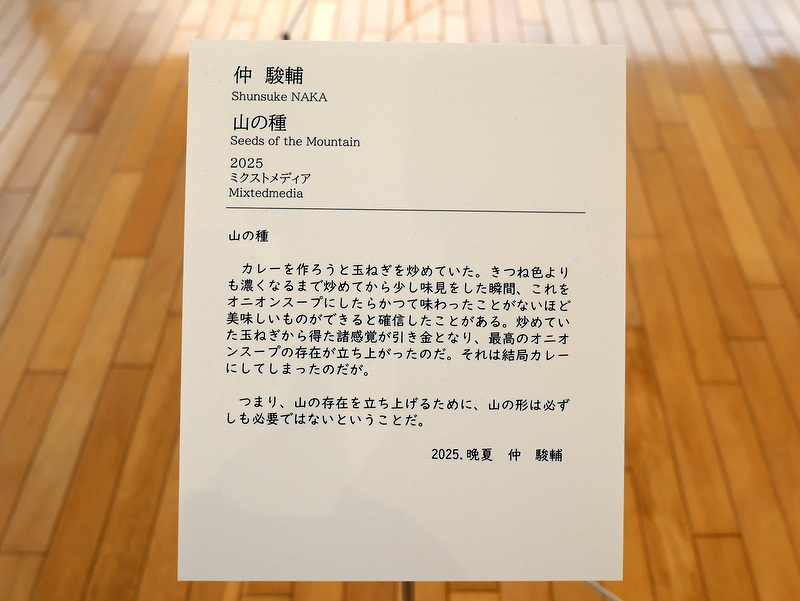 仲 駿輔
Shunsuke NAKA
山の種
Seeds of the Mountain
2025
ミクストメディア
Mixtedmedia
山の種
カレーを作ろうと玉ねぎを炒めていた。きつね色より
も濃くなるまで炒めてから少し味見をした瞬間、これを
オニオンスープにしたらかつて味わったことがないほど
美味しいものができると確信したことがある。炒めてい
た玉ねぎから得た諸感覚が引き金となり、最高のオニオ
ンスープの存在が立ち上がったのだ。それは結局カレー
にしてしまったのだが。
つまり、山の存在を立ち上げるために、山の形は必ず
しも必要ではないということだ。
2025.晩夏 仲 駿輔